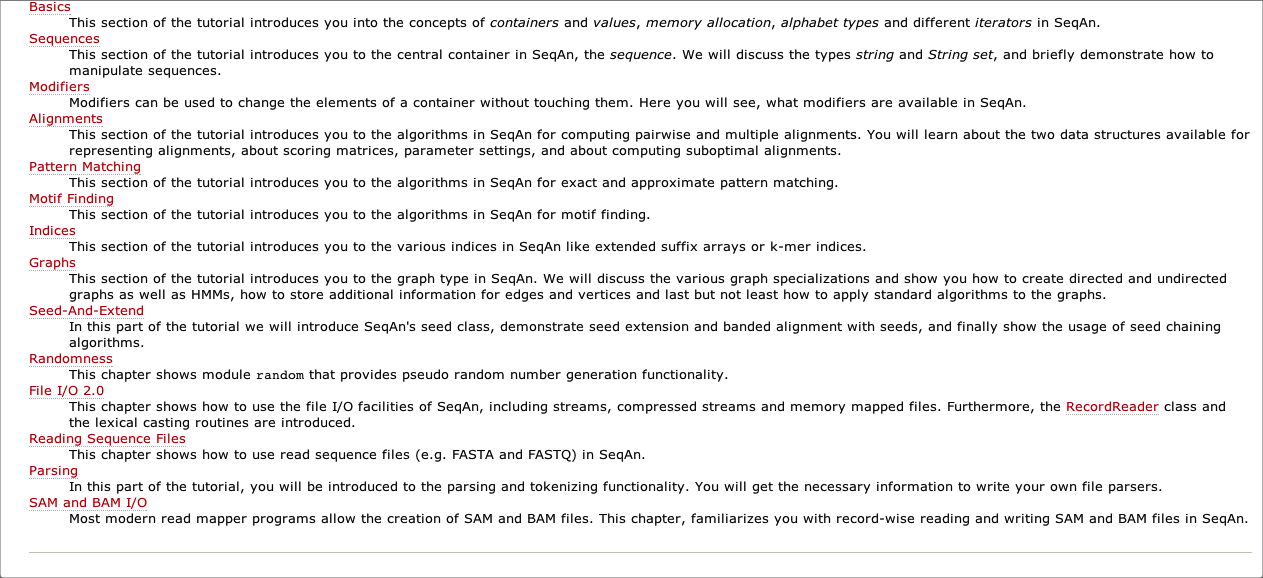 Basics
This section of the tutorial introduces you into the concepts of containers and values, memory allocation, alphabet types and different iterators in SeqAn.
Sequences
This section of the tutorial introduces you to the central container in SeqAn, the sequence. We will discuss the types string and String set, and briefly demonstrate how to
manipulate sequences.
Modifiers
Modifiers can be used to change the elements of a container without touching them. Here you will see, what modifiers are available in SeqAn.
Alignments
This section of the tutorial introduces you to the algorithms in SeqAn for computing pairwise and multiple alignments. You will learn about the two data structures available for
representing alignments, about scoring matrices, parameter settings, and about computing suboptimal alignments.
Pattern Matching
This section of the tutorial introduces you to the algorithms in SeqAn for exact and approximate pattern matching.
Motif Finding
This section of the tutorial introduces you to the algorithms in SeqAn for motif finding.
Indices
This section of the tutorial introduces you to the various indices in SeqAn like extended suffix arrays or k-mer indices.
Graphs
This section of the tutorial introduces you to the graph type in SeqAn. We will discuss the various graph specializations and show you how to create directed and undirected
graphs as well as HMMs, how to store additional information for edges and vertices and last but not least how to apply standard algorithms to the graphs.
Seed-And-Extend
In this part of the tutorial we will introduce SeqAn's seed class, demonstrate seed extension and banded alignment with seeds, and finally show the usage of seed chaining
algorithms.
Randomness
This chapter shows module random that provides pseudo random number generation functionality.
File I/O 2.0
This chapter shows how to use the file I/O facilities of SeqAn, including streams, compressed streams and memory mapped files. Furthermore, the RecordReader class and
the lexical casting routines are introduced.
Reading Sequence Files
This chapter shows how to use read sequence files (e.g. FASTA and FASTQ) in SeqAn.
Parsing
In this part of the tutorial, you will be introduced to the parsing and tokenizing functionality. You will get the necessary information to write your own file parsers.
SAM and BAM I/O
Most modern read mapper programs allow the creation of SAM and BAM files. This chapter, familiarizes you with record-wise reading and writing SAM and BAM files in SeqAn.